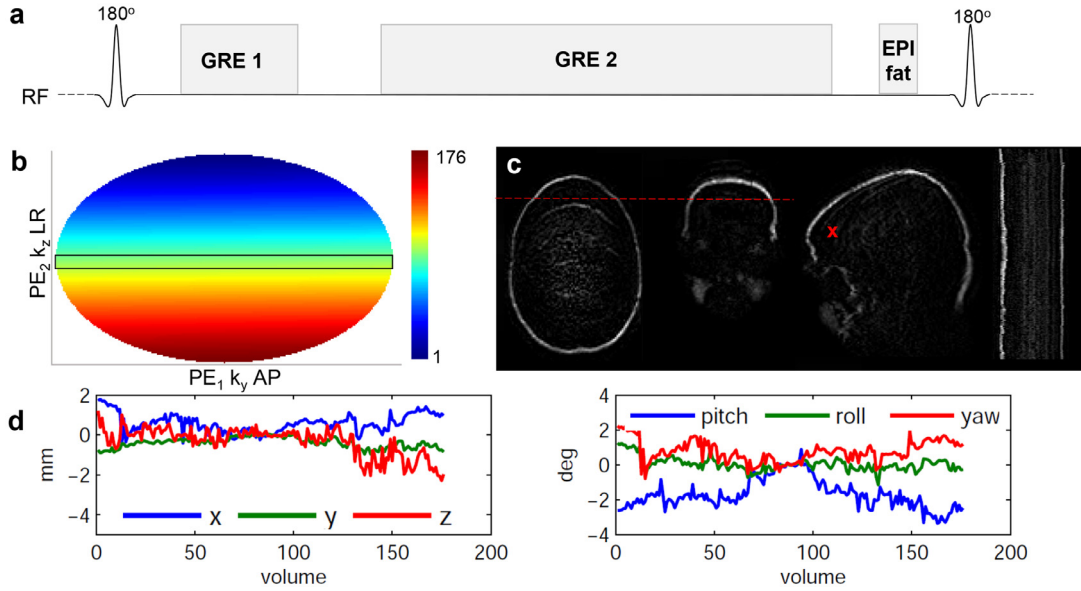 a
180o
180o
GRE 1
GRE 2
EPI
fat
RF
b
176
1
PE2 kz LR
PE1 ky AP
c
x
d
2
0
-2
-4
mm
x
y
z
0
50
100
150
200
volume
4
2
0
-2
-4
deg
pitch
roll
yaw
0
50
100
150
200
volume